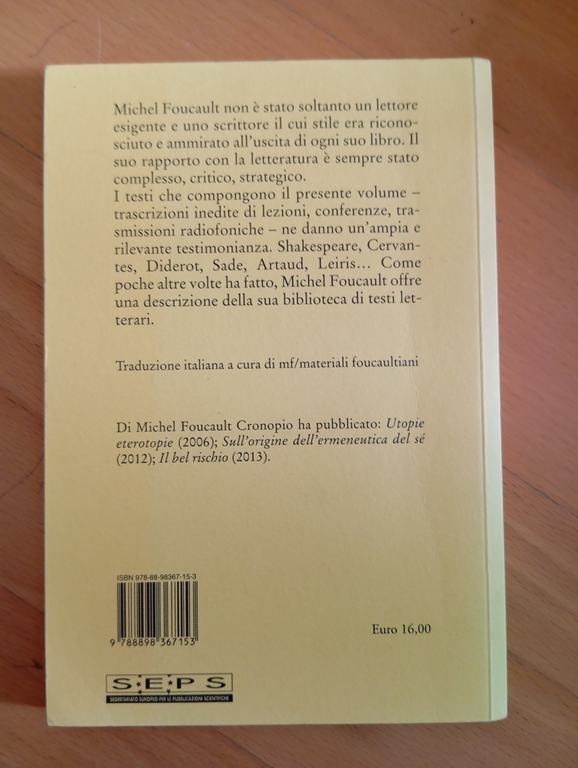 Michel Foucault non è stato soltanto un lettore
esigente e uno scrittore il cui stile era ricono-
sciuto e ammirato all'uscita di ogni suo libro. Il
suo rapporto con la letteratura è sempre stato
complesso, critico, strategico.
I testi che compongono il presente volume –
trascrizioni inedite di lezioni, conferenze, tra-
smissioni radiofoniche – ne danno un'ampia e
rilevante testimonianza. Shakespeare, Cervan-
tes, Diderot, Sade, Artaud, Leiris... Come
poche altre volte ha fatto, Michel Foucault offre
una descrizione della sua biblioteca di testi let-
terari.
Traduzione italiana a cura di mf/materiali foucaultiani
Di Michel Foucault Cronopio ha pubblicato: Utopie
eterotopie (2006); Sull'origine dell'ermeneutica del sé
(2012); Il bel rischio (2013).
ISBN 978-88-98367-15-3
9 788898 367153
Euro 16,00
S.E.P.S
SEGRETARIATO EUROPEO PER LE PUBBLICAZIONI SCIENTIFICHE